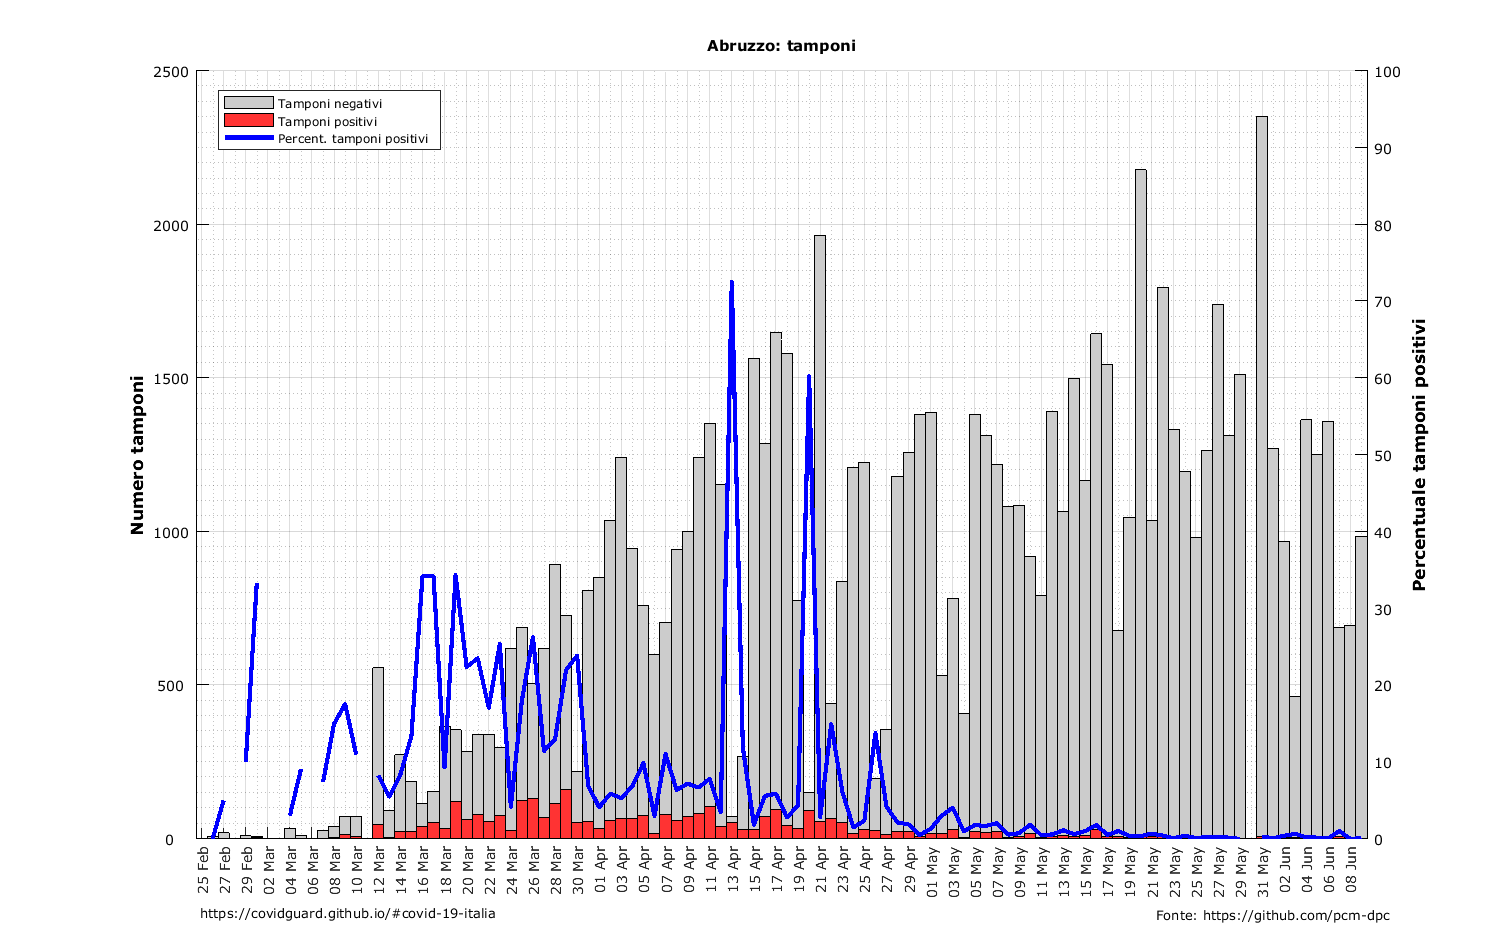 Abruzzo: tamponi
2500
2000
1500
1000
500
0
100
90
80
70
60
50
40
30
20
10
0
Tamponi negativi
Tamponi positivi
Percent. tamponi positivi
Numero tamponi
Percentuale tamponi positivi
25 Feb
27 Feb
29 Feb
02 Mar
04 Mar
06 Mar
08 Mar
10 Mar
12 Mar
14 Mar
16 Mar
18 Mar
20 Mar
22 Mar
24 Mar
26 Mar
28 Mar
30 Mar
01 Apr
03 Apr
05 Apr
07 Apr
09 Apr
11 Apr
13 Apr
15 Apr
17 Apr
19 Apr
21 Apr
23 Apr
25 Apr
27 Apr
29 Apr
01 May
03 May
05 May
07 May
09 May
11 May
13 May
15 May
17 May
19 May
21 May
23 May
25 May
27 May
29 May
31 May
02 Jun
04 Jun
06 Jun
08 Jun
https://covidguard.github.io/#covid-19-italia
Fonte: https://github.com/pcm-dpc